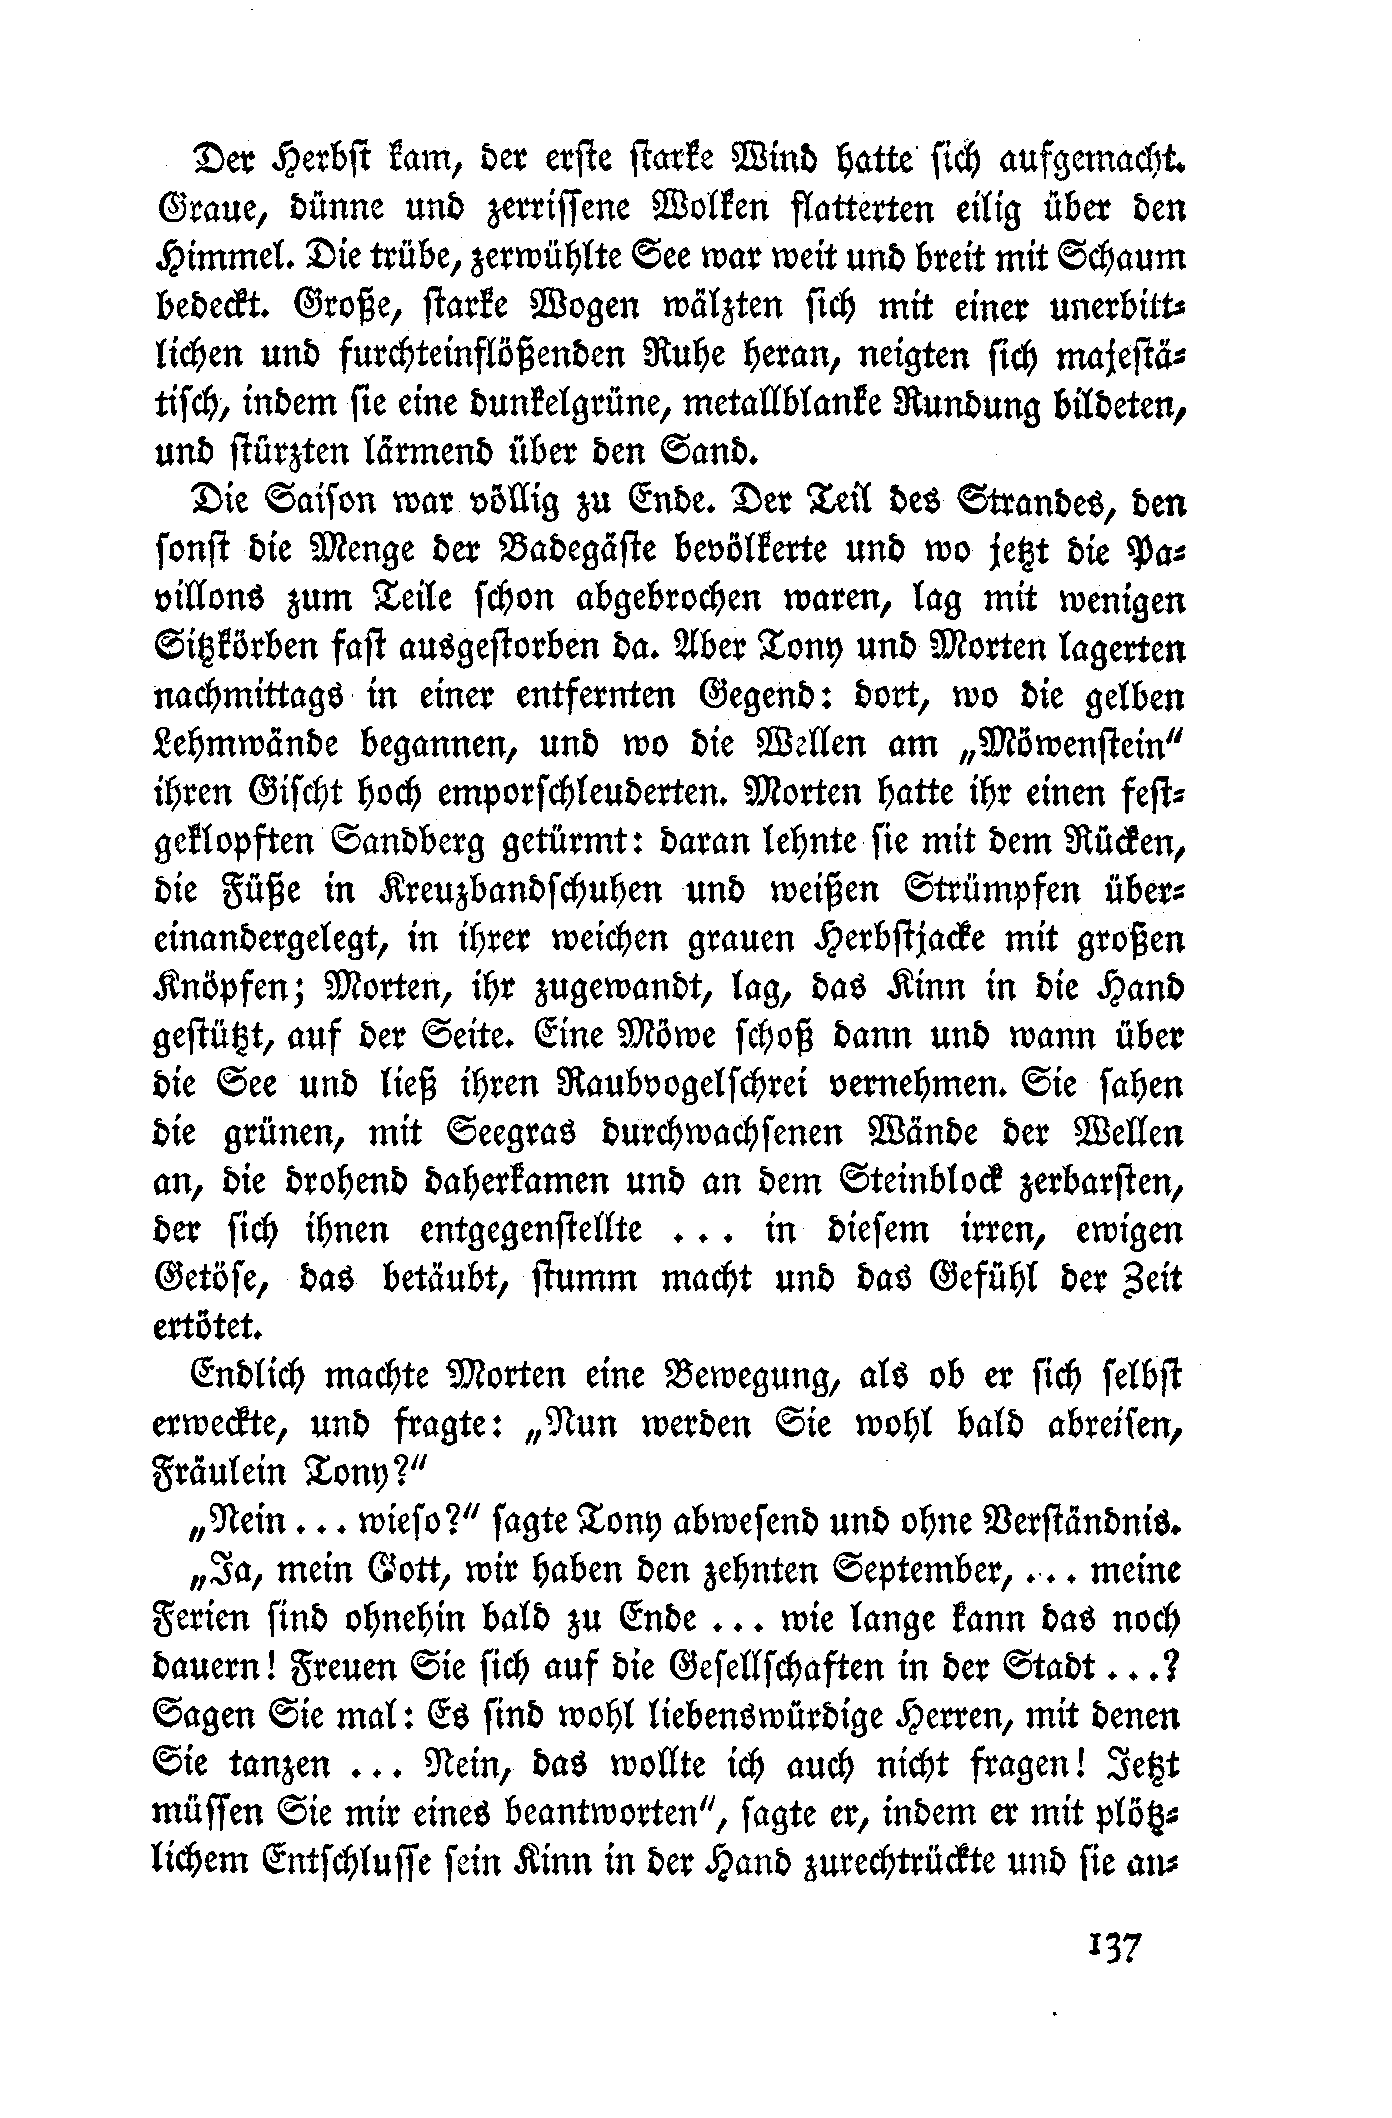 Der Herbst kam, der erste starke Wind hatte sich aufgemacht.
Graue, dünne und zerrissene Wolken flatterten eilig über den
Himmel. Die trübe, zerwühlte See war weit und breit mit Schaum
bedeckt. Große, starke Wogen wälzten sich mit einer unerbitt-
lichen und furchteinflößenden Ruhe heran, neigten sich majestä-
tisch, indem sie eine dunkelgrüne, metallblanke Rundung bildeten,
und stürzten lärmend über den Sand.
Die Saison war völlig zu Ende. Der Teil des Strandes, den
sonst die Menge der Badegäste bevölkerte und wo jetzt die Pa-
villons zum Teile schon abgebrochen waren, lag mit wenigen
Sitzkörben fast ausgestorben da. Aber Tony und Morten lagerten
nachmittags in einer entfernten Gegend: dort, wo die gelben
Lehmwände begannen, und wo die Wellen am „Möwenstein“
ihren Gischt hoch emporschleuderten. Morten hatte ihr einen fest-
geklopften Sandberg getürmt: daran lehnte sie mit dem Rücken,
die Füße in Kreuzbandschuhen und weißen Strümpfen über-
einandergelegt, in ihrer weichen grauen Herbstjacke mit großen
Knöpfen; Morten, ihr zugewandt, lag, das Kinn in die Hand
gestützt, auf der Seite. Eine Möwe schoß dann und wann über
die See und ließ ihren Raubvogelschrei vernehmen. Sie sahen
die grünen, mit Seegras durchwachsenen Wände der Wellen
an, die drohend daherkamen und an dem Steinblock zerbarsten,
der sich ihnen entgegenstellte ... in diesem irren, ewigen
Getöse, das betäubt, stumm macht und das Gefühl der Zeit
ertötet.
Endlich machte Morten eine Bewegung, als ob er sich selbst
erweckte, und fragte: „Nun werden Sie wohl bald abreisen,
Fräulein Tony?“
„Nein ... wieso?“ sagte Tony abwesend und ohne Verständnis.
„Ja, mein Gott, wir haben den zehnten September, ... meine
Ferien sind ohnehin bald zu Ende ... wie lange kann das noch
dauern! Freuen Sie sich auf die Gesellschaften in der Stadt ...?
Sagen Sie mal: Es sind wohl liebenswürdige Herren, mit denen
Sie tanzen ... Nein, das wollte ich auch nicht fragen! Jetzt
müssen Sie mir eines beantworten“, sagte er, indem er mit plötz-
lichem Entschlusse sein Kinn in der Hand zurechtrückte und sie an-
137